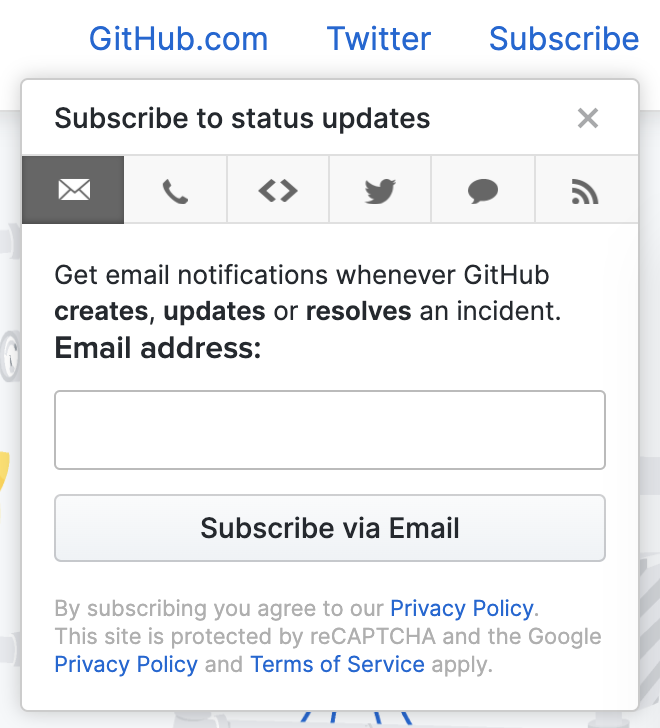 GitHub.com Twitter Subscribe
Subscribe to status updates
Get email notifications whenever GitHub
creates, updates or resolves an incident.
Email address:
Subscribe via Email
By subscribing you agree to our Privacy Policy.
This site is protected by reCAPTCHA and the Google
Privacy Policy and Terms of Service apply.